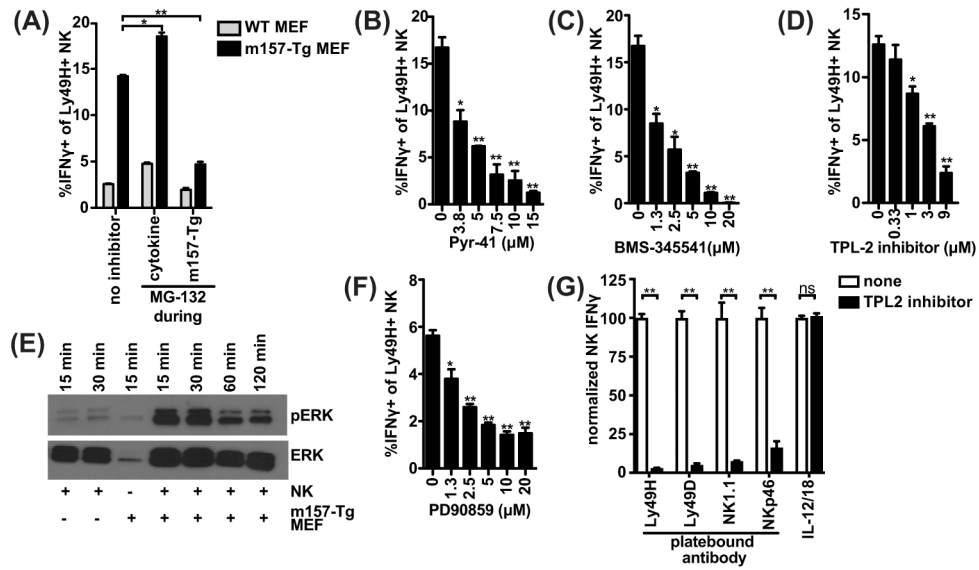 (A)
%IFNγ+ of Ly49H+ NK
20
15
10
5
0
**
*
WT MEF
m157-Tg MEF
no inhibitor
cytokine
m157-Tg
MG-132
during
(B)
%IFNγ+ of Ly49H+ NK
20
15
10
5
0
*
**
**
**
**
0
3.8
5
7.5
10
15
Pyr-41 (μM)
(C)
%IFNγ+ of Ly49H+ NK
20
15
10
5
0
*
*
**
**
**
0
1.3
2.5
5
10
20
BMS-345541(μM)
(D)
%IFNγ+ of Ly49H+ NK
15
10
5
0
*
**
**
0
0.33
1
3
9
TPL-2 inhibitor (μM)
(E)
15 min
30 min
15 min
15 min
30 min
60 min
120 min
pERK
ERK
+ + - + + + + NK
- - + + + + + m157-Tg
MEF
(F)
%IFNγ+ of Ly49H+ NK
8
6
4
2
0
*
**
**
**
**
0
1.3
2.5
5
10
20
PD90859 (μM)
(G)
none
TPL2 inhibitor
normalized NK IFNγ
125
100
75
50
25
0
**
**
**
**
ns
Ly49H
Ly49D
NK1.1
NKp46
IL-12/18
platebound
antibody